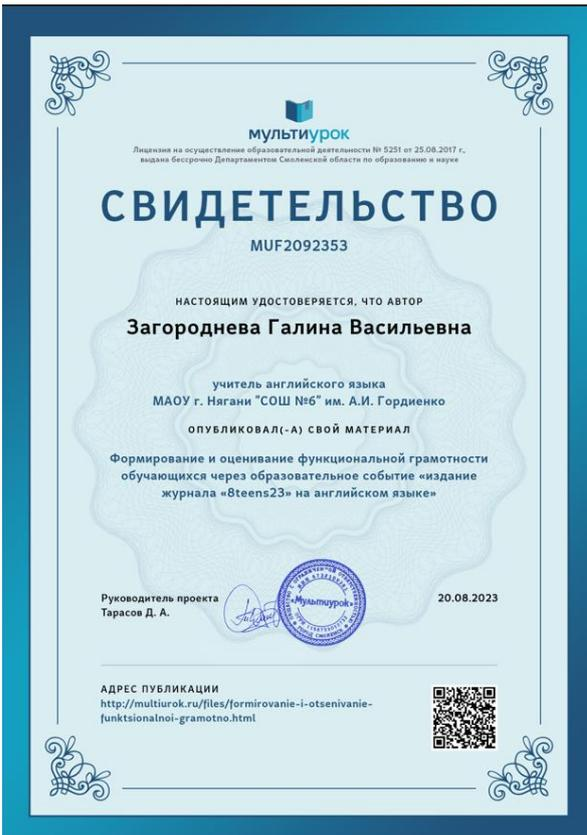 мультиурок
Лицензия на осуществление образовательной деятельности № 5251 от 25.08.2017 г.,
выдана бессрочно Департаментом Смоленской области по образованию и науке
СВИДЕТЕЛЬСТВО
MUF2092353
НАСТОЯЩИМ УДОСТОВЕРЯЕТСЯ, ЧТО АВТОР
Загороднева Галина Васильевна
учитель английского языка
МАОУ г. Нягани "СОШ №6" им. А.И. Гордиенко
ОПУБЛИКОВАЛ(-А) СВОЙ МАТЕРИАЛ
Формирование и оценивание функциональной грамотности
обучающихся через образовательное событие «издание
журнала «8teens23» на английском языке»
Руководитель проекта
Тарасов Д. А.
«Мультиурок»
20.08.2023
АДРЕС ПУБЛИКАЦИИ
http://multiurok.ru/files/formirovanie-i-otsenivanie-
funktsionalnoi-gramotno.html